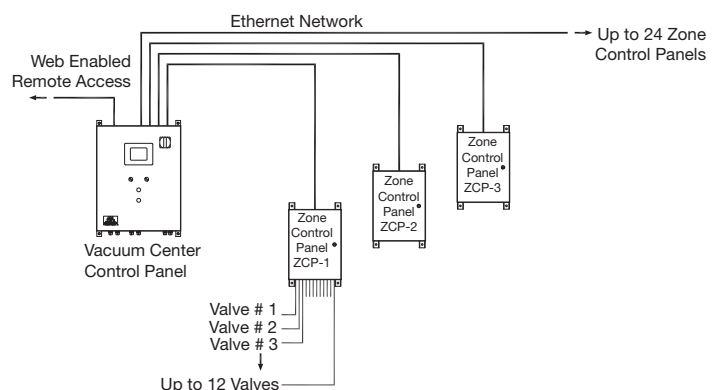 Ethernet Network
Up to 24 Zone
Control Panels
Web Enabled
Remote Access
Zone
Control
Panel
ZCP-3
Zone
Control
Panel
ZCP-2
Zone
Control
Panel
ZCP-1
Vacuum Center
Control Panel
Valve # 1
Valve # 2
Valve # 3
Up to 12 Valves